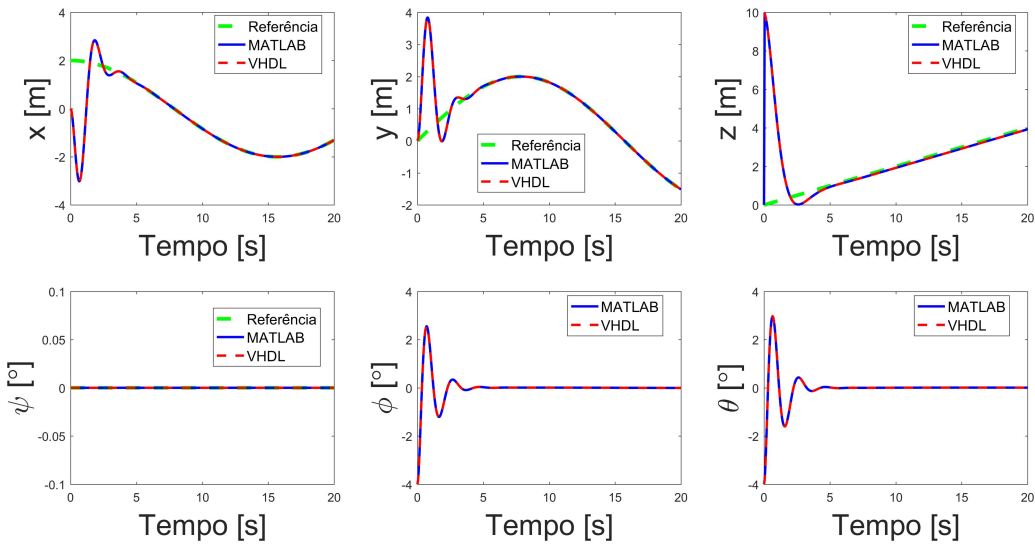 4
2
0
-2
-4
x [m]
0
5
10
15
20
Tempo [s]
Referência
MATLAB
VHDL
4
3
2
1
0
-1
-2
y [m]
0
5
10
15
20
Tempo [s]
Referência
MATLAB
VHDL
10
8
6
4
2
0
z [m]
0
5
10
15
20
Tempo [s]
Referência
MATLAB
VHDL
0.1
0.05
0
-0.05
-0.1
ψ [°]
0
5
10
15
20
Tempo [s]
Referência
MATLAB
VHDL
4
2
0
-2
-4
ϕ [°]
0
5
10
15
20
Tempo [s]
MATLAB
VHDL
4
2
0
-2
-4
θ [°]
0
5
10
15
20
Tempo [s]
MATLAB
VHDL